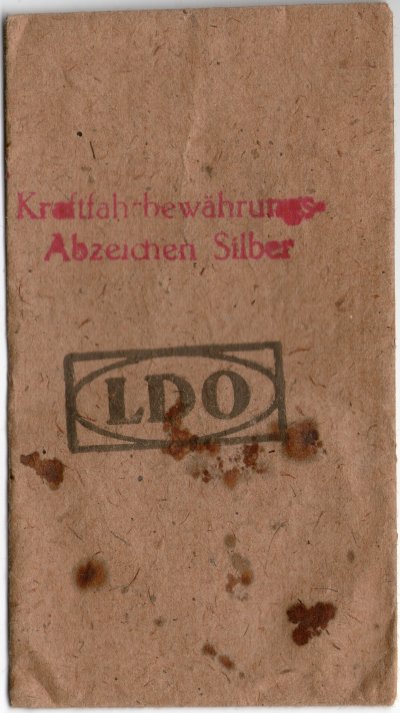 Kraftfahrbewährungs-
Abzeichen Silber
LDO